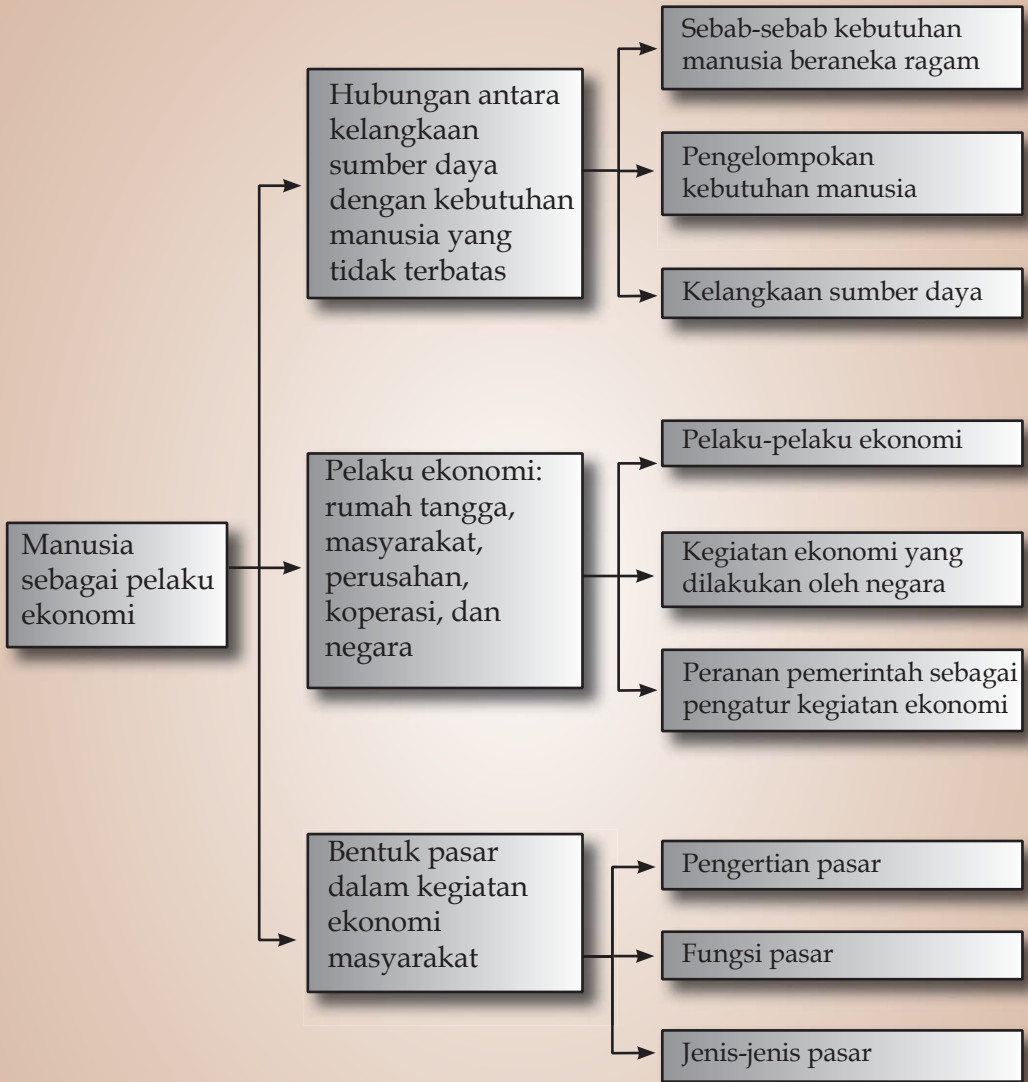 Manusia
sebagai pelaku
ekonomi
Hubungan antara
kelangkaan
sumber daya
dengan kebutuhan
manusia yang
tidak terbatas
Sebab-sebab kebutuhan
manusia beraneka ragam
Pengelompokan
kebutuhan manusia
Kelangkaan sumber daya
Pelaku ekonomi:
rumah tangga,
masyarakat,
perusahan,
koperasi, dan
negara
Pelaku-pelaku ekonomi
Kegiatan ekonomi yang
dilakukan oleh negara
Peranan pemerintah sebagai
pengatur kegiatan ekonomi
Bentuk pasar
dalam kegiatan
ekonomi
masyarakat
Pengertian pasar
Fungsi pasar
Jenis-jenis pasar